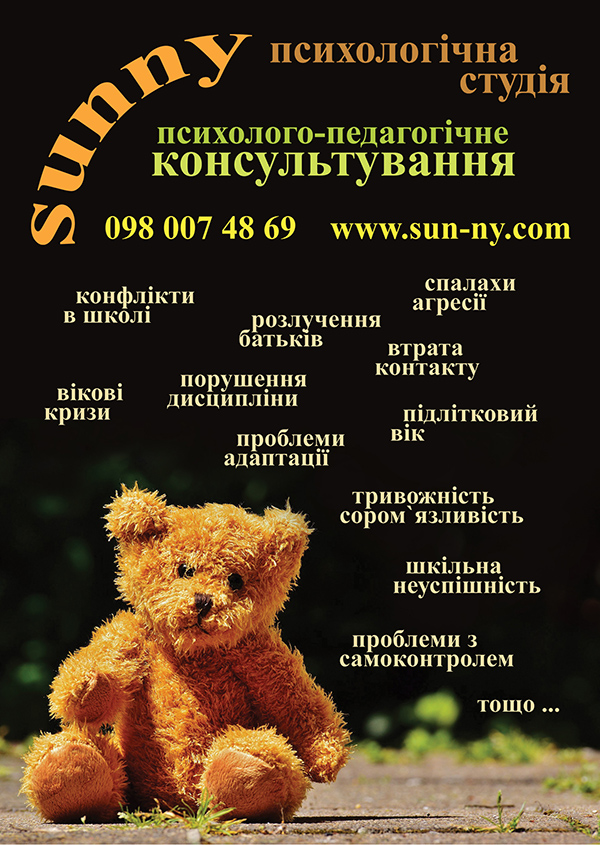 sunny
психологічна
студія
психолого-педагогічне
консультування
098 007 48 69 www.sun-ny.com
конфлікти
в школі
спалахи
агресії
розлучення
батьків
втрата
контакту
порушення
дисципліни
вікові
кризи
підлітковий
вік
проблеми
адаптації
тривожність
сором`язливість
шкільна
неуспішність
проблеми з
самоконтролем
тощо ...